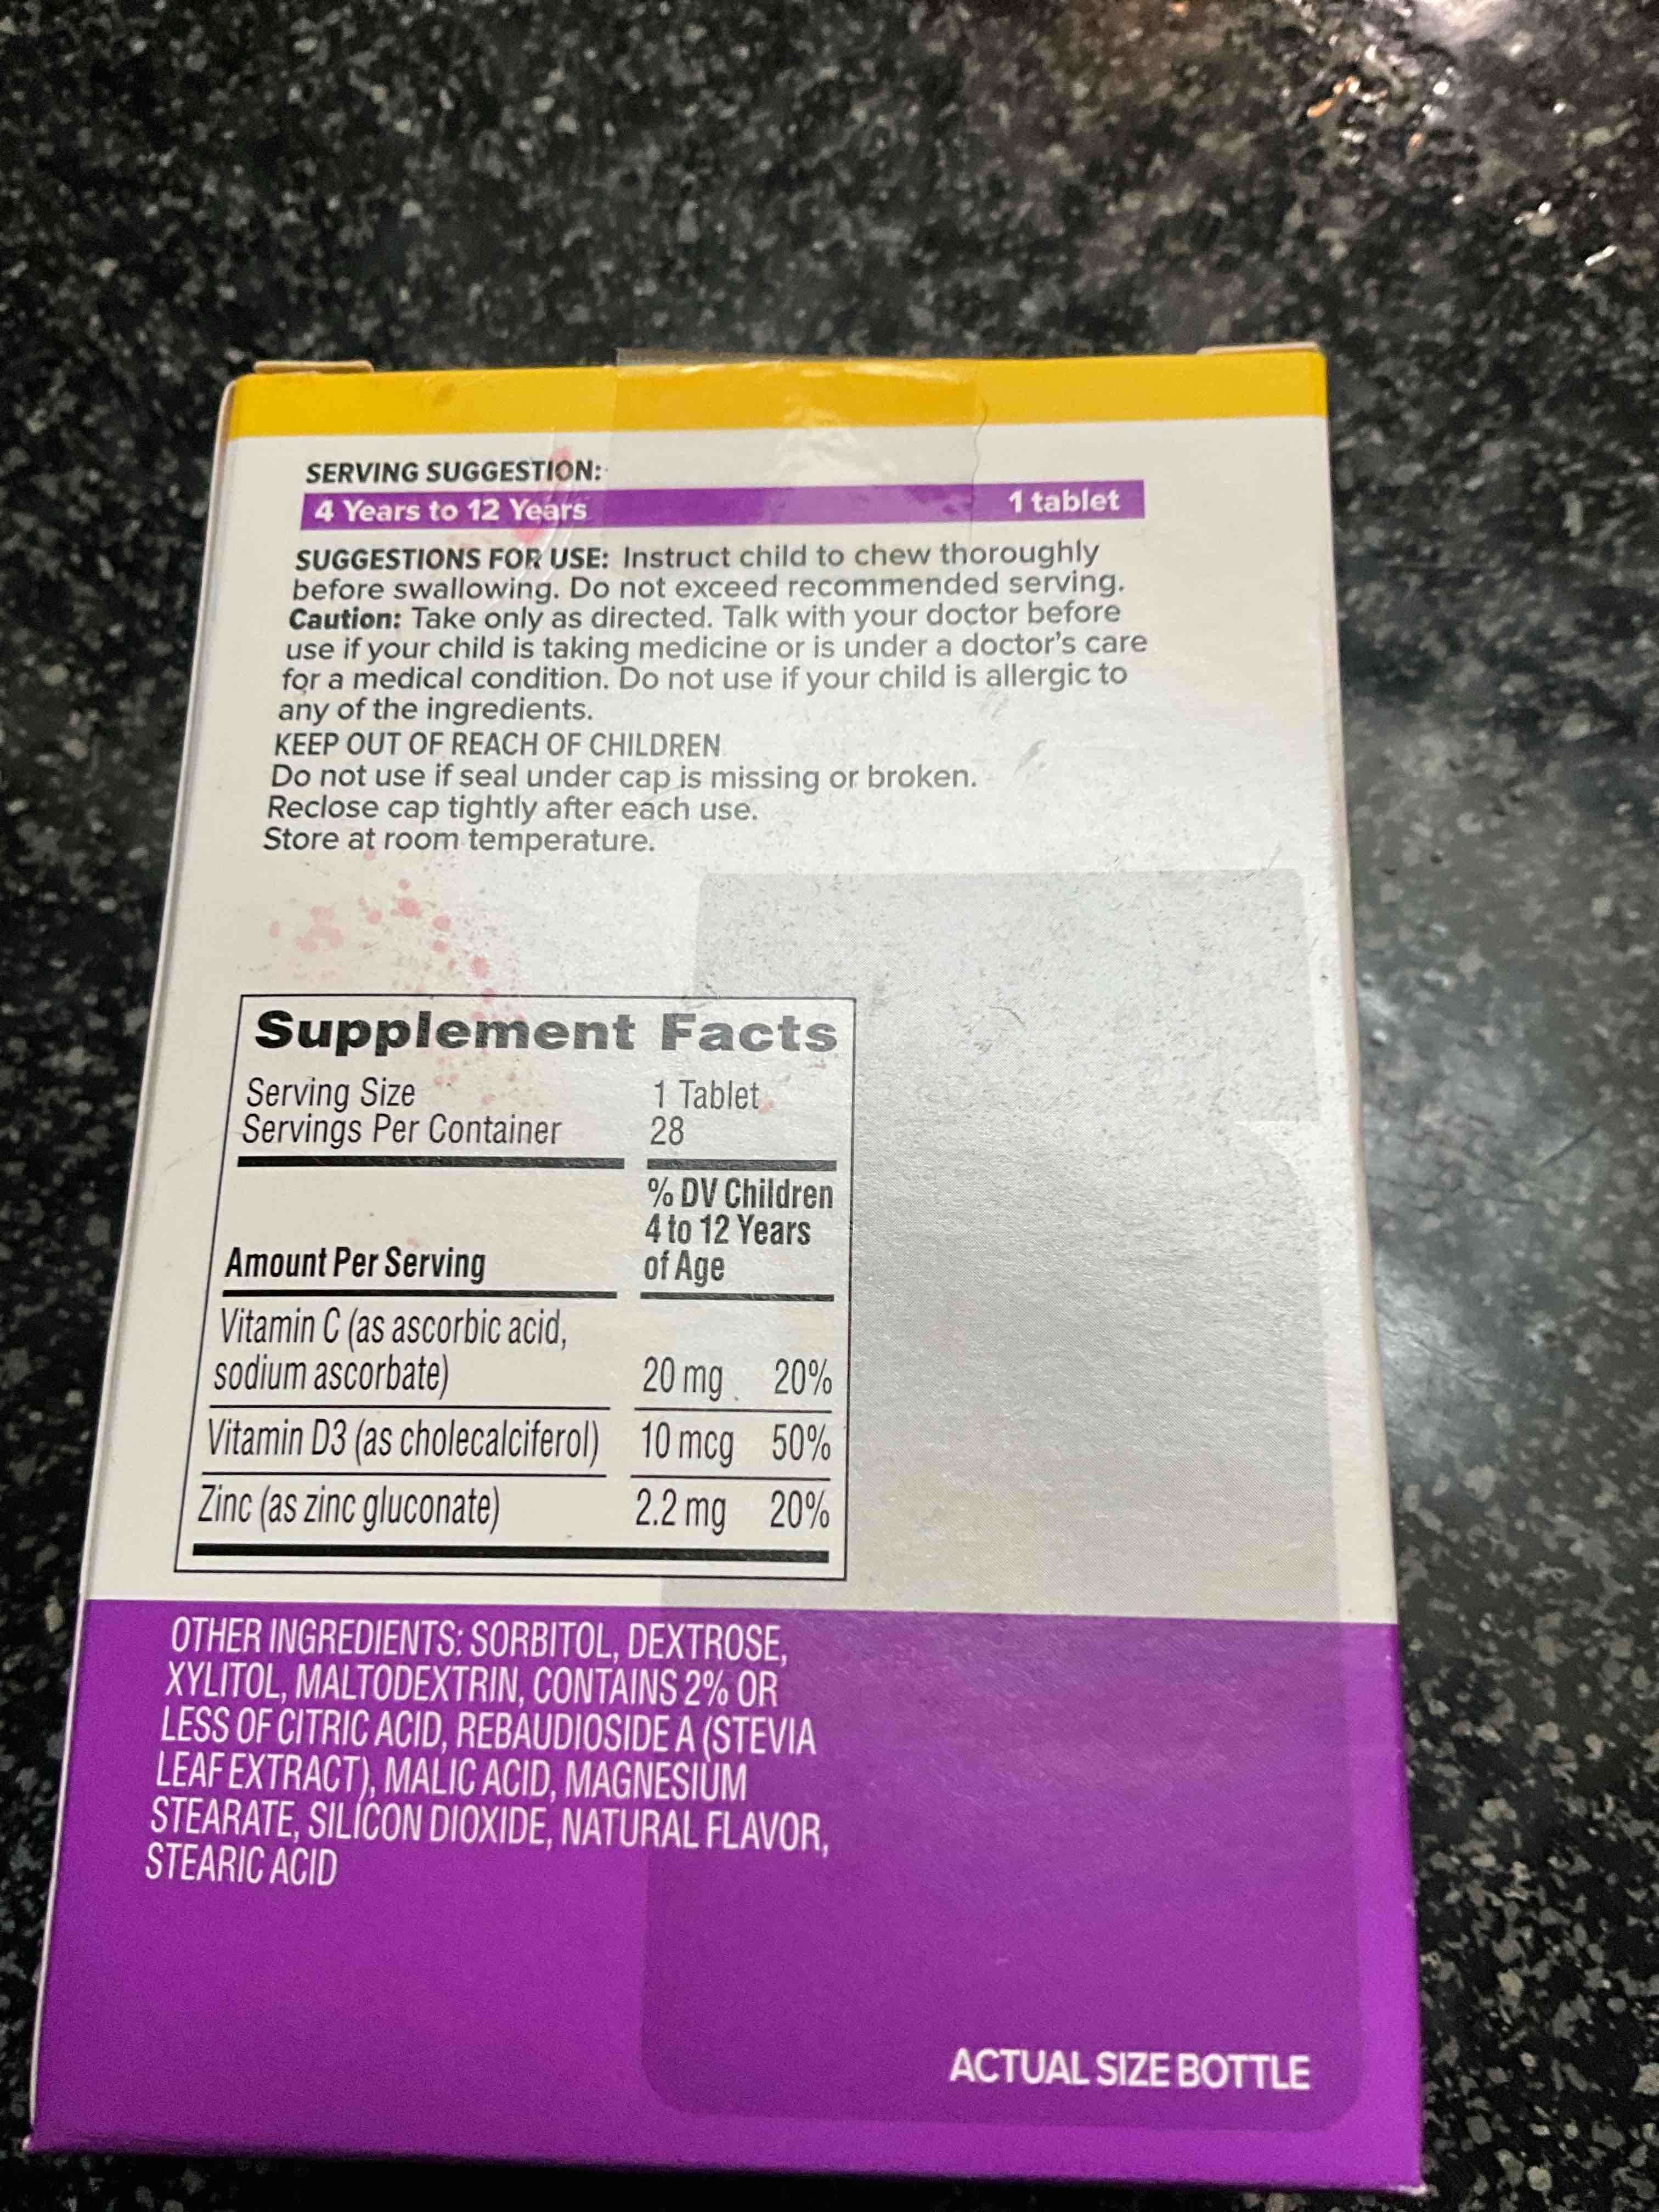 SERVING SUGGESTION:
4 Years to 12 Years 1 tablet
SUGGESTIONS FOR USE: Instruct child to chew thoroughly
before swallowing. Do not exceed recommended serving.
Caution: Take only as directed. Talk with your doctor before
use if your child is taking medicine or is under a doctor's care
for a medical condition. Do not use if your child is allergic to
any of the ingredients.
KEEP OUT OF REACH OF CHILDREN
Do not use if seal under cap is missing or broken.
Reclose cap tightly after each use.
Store at room temperature.
Supplement Facts
Serving Size 1 Tablet
Servings Per Container 28
% DV Children
4 to 12 Years
Amount Per Serving of Age
Vitamin C (as ascorbic acid,
sodium ascorbate) 20 mg 20%
Vitamin D3 (as cholecalciferol) 10 mcg 50%
Zinc (as zinc gluconate) 2.2 mg 20%
OTHER INGREDIENTS: SORBITOL, DEXTROSE,
XYLITOL, MALTODEXTRIN, CONTAINS 2% OR
LESS OF CITRIC ACID, REBAUDIOSIDE A (STEVIA
LEAF EXTRACT), MALIC ACID, MAGNESIUM
STEARATE, SILICON DIOXIDE, NATURAL FLAVOR,
STEARIC ACID
ACTUAL SIZE BOTTLE